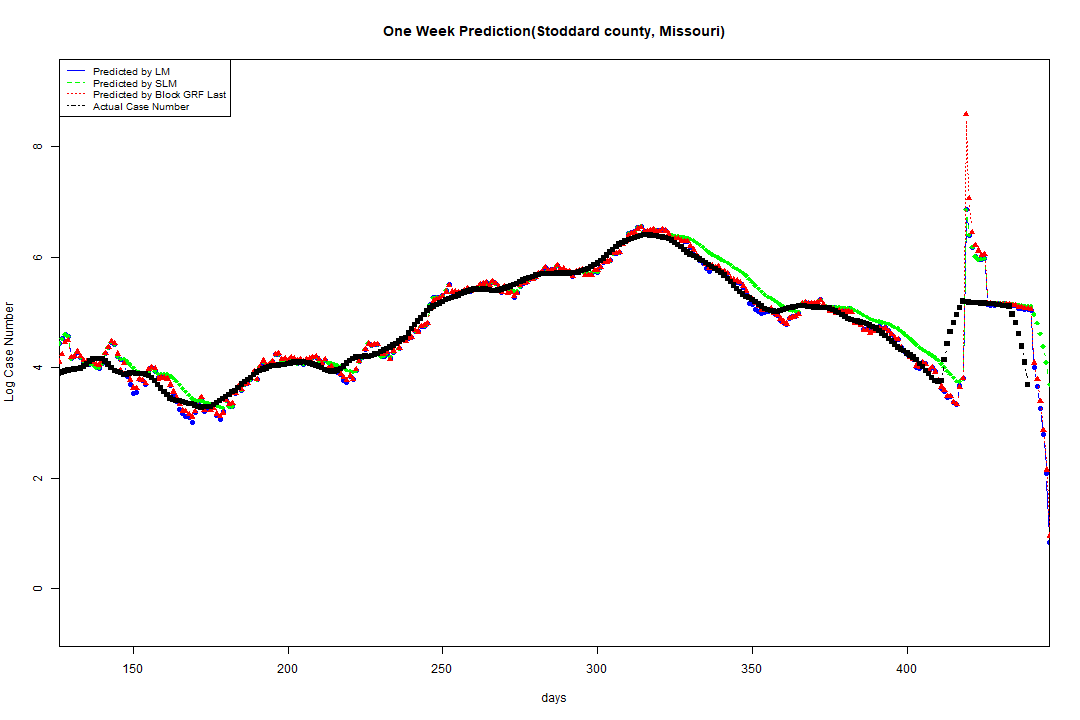 One Week Prediction(Stoddard county, Missouri)
Predicted by LM
Predicted by SLM
Predicted by Block GRF Last
Actual Case Number
Log Case Number
8
6
4
2
0
150 200 250 300 350 400
days